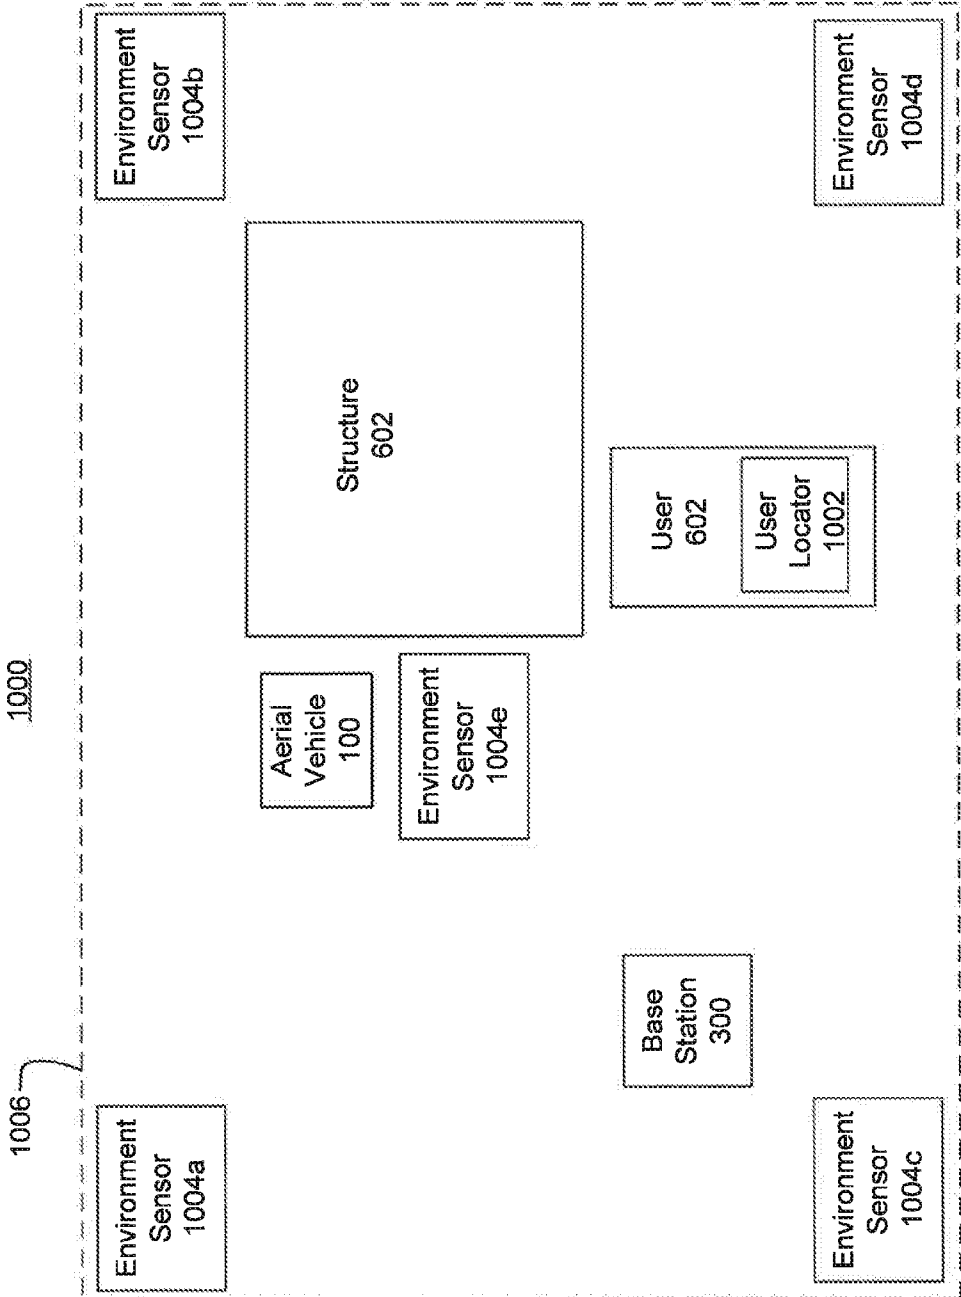 1000
1006
Environment
Sensor
1004a
Environment
Sensor
1004b
Aerial
Vehicle
100
Structure
602
Environment
Sensor
1004e
Base
Station
300
User
602
User
Locator
1002
Environment
Sensor
1004c
Environment
Sensor
1004d